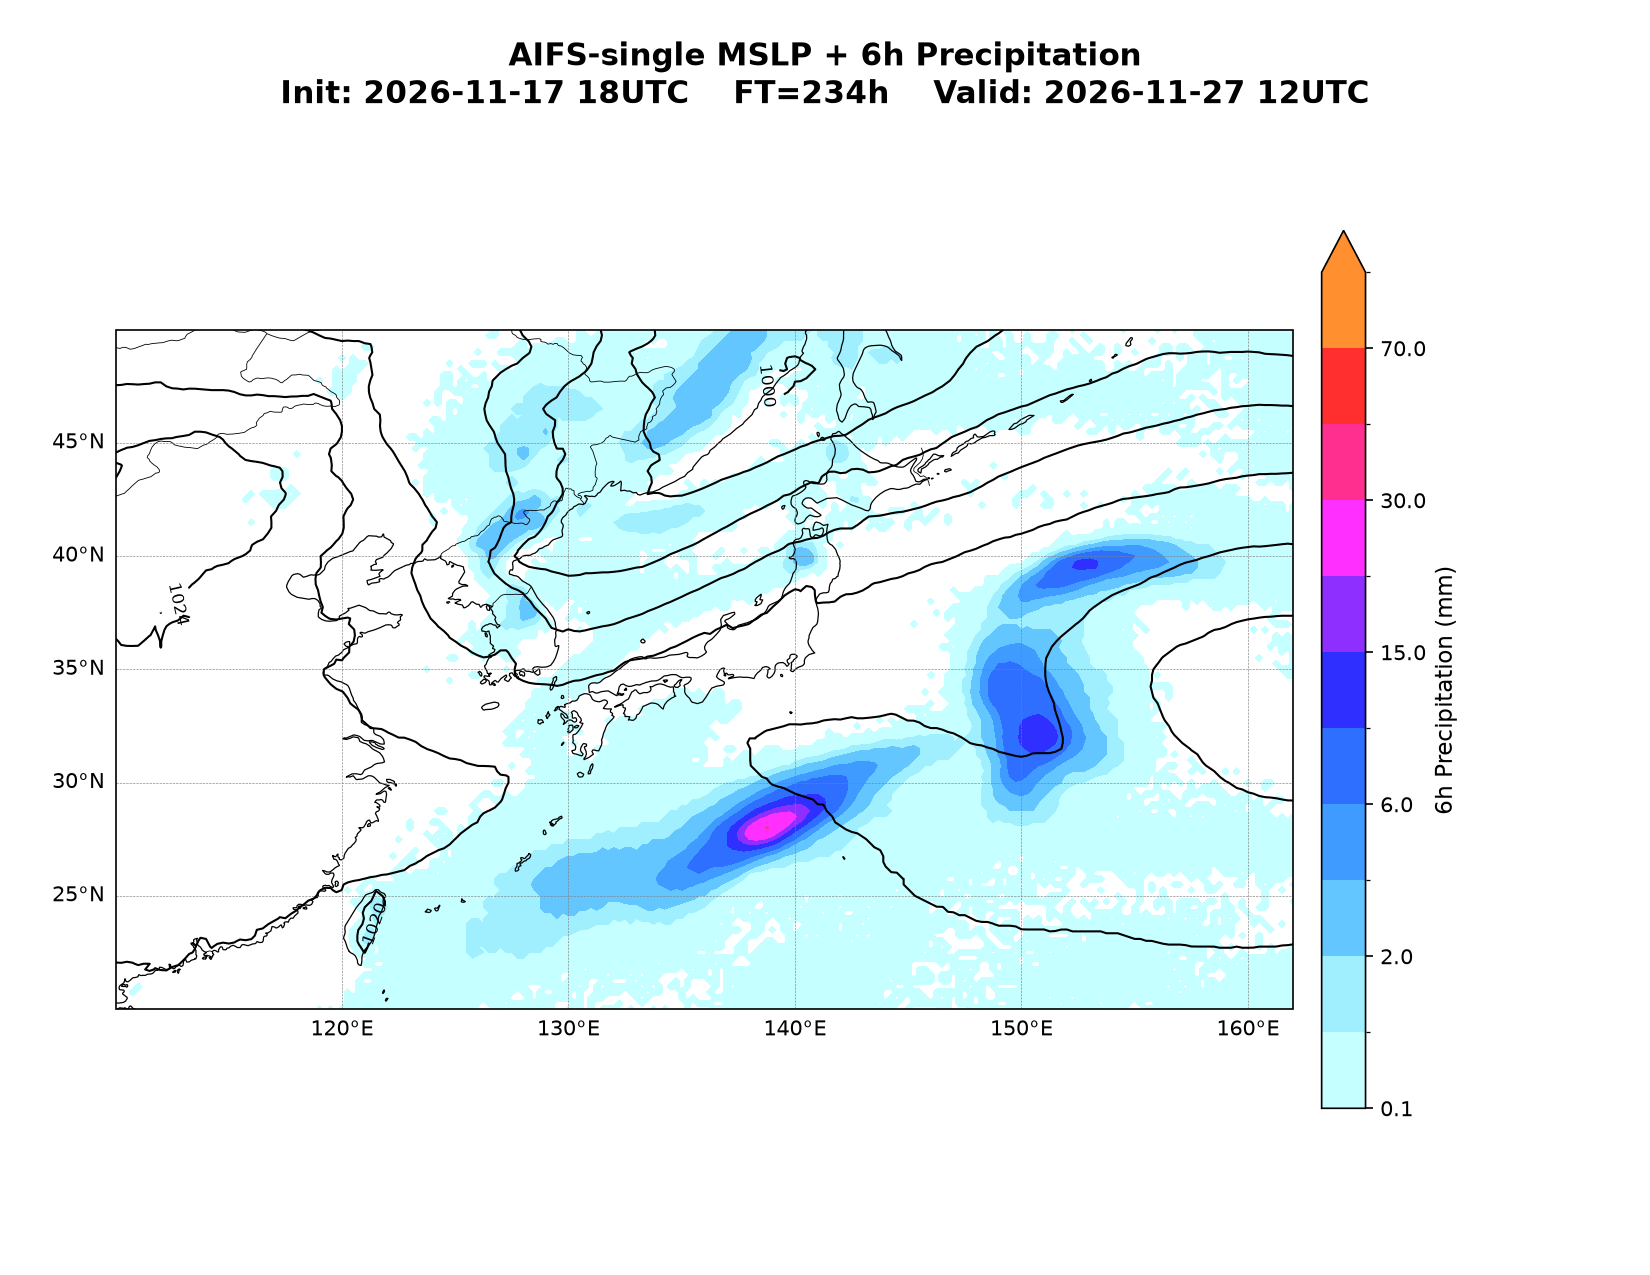 AIFS-single MSLP + 6h Precipitation
Init: 2026-11-17 18UTC    FT=234h    Valid: 2026-11-27 12UTC
70.0
30.0
15.0
6.0
2.0
0.1
6h Precipitation (mm)
45°N
40°N
35°N
30°N
25°N
120°E
130°E
140°E
150°E
160°E
1000
1024
1020